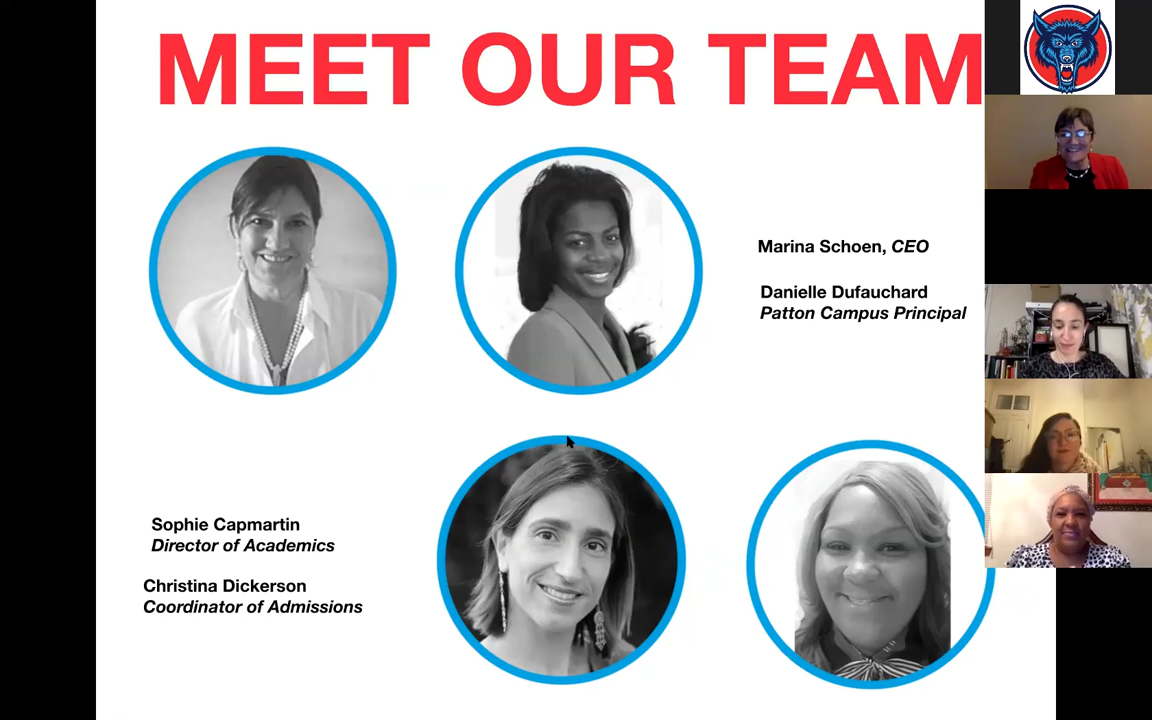 MEET OUR TEAM
Marina Schoen, CEO
Danielle Dufauchard
Patton Campus Principal
Sophie Capmartin
Director of Academics
Christina Dickerson
Coordinator of Admissions